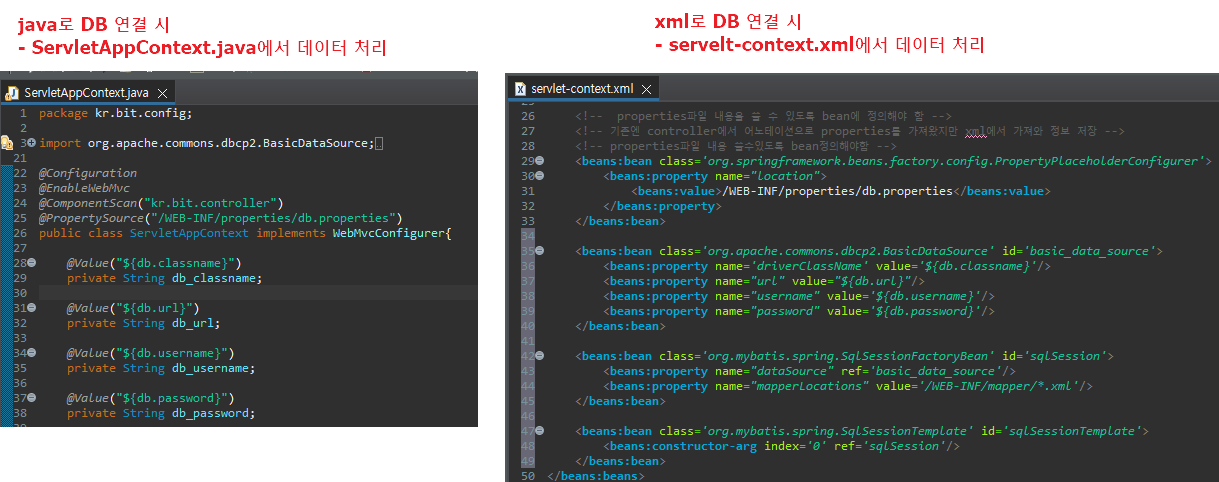 java로 DB 연결 시
- ServletAppContext.java에서 데이터 처리
xml로 DB 연결 시
- servelt-context.xml에서 데이터 처리
ServletAppContext.java
1 package kr.bit.config;
2
3 import org.apache.commons.dbcp2.BasicDataSource;
21
22 @Configuration
23 @EnableWebMvc
24 @ComponentScan("kr.bit.controller")
25 @PropertySource("/WEB-INF/properties/db.properties")
26 public class ServletAppContext implements WebMvcConfigurer{
27
28 @Value("${db.classname}")
29 private String db_classname;
30
31 @Value("${db.url}")
32 private String db_url;
33
34 @Value("${db.username}")
35 private String db_username;
36
37 @Value("${db.password}")
38 private String db_password;
servlet-context.xml
26 <!-- properties파일 내용을 쓸 수 있도록 bean에 정의해야 함 -->
27 <!-- 기존엔 controller에서 어노테이션으로 properties를 가져왔지만 xml에서 가져와 정보 저장 -->
28 <!-- properties파일 내용 쓸수있도록 bean정의해야함 -->
29 <beans:bean class='org.springframework.beans.factory.config.PropertyPlaceholderConfigurer'>
30 <beans:property name="location">
31 <beans:value>/WEB-INF/properties/db.properties</beans:value>
32 </beans:property>
33 </beans:bean>
34
35 <beans:bean class='org.apache.commons.dbcp2.BasicDataSource' id='basic_data_source'>
36 <beans:property name='driverClassName' value='${db.classname}'/>
37 <beans:property name="url" value="${db.url}"/>
38 <beans:property name="username" value='${db.username}'/>
39 <beans:property name="password" value='${db.password}'/>
40 </beans:bean>
41
42 <beans:bean class='org.mybatis.spring.SqlSessionFactoryBean' id='sqlSession'>
43 <beans:property name="dataSource" ref='basic_data_source'/>
44 <beans:property name="mapperLocations" value='/WEB-INF/mapper/*.xml'/>
45 </beans:bean>
46
47 <beans:bean class='org.mybatis.spring.SqlSessionTemplate' id='sqlSessionTemplate'>
48 <beans:constructor-arg index='0' ref='sqlSession'/>
49 </beans:bean>
50 </beans:beans>